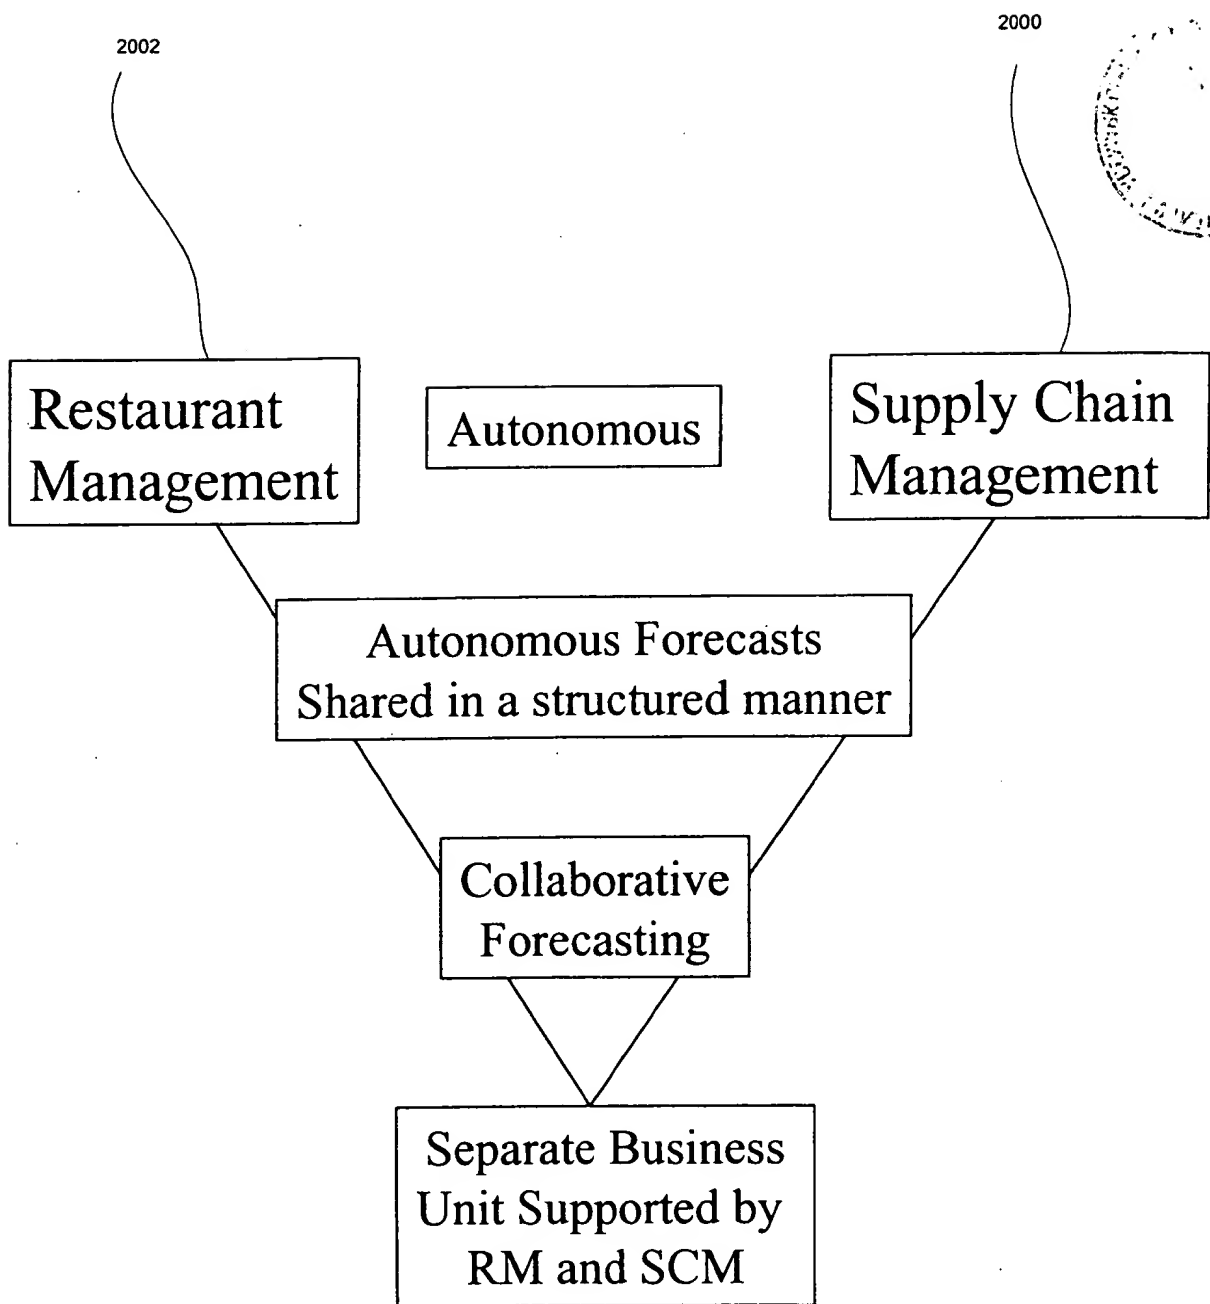 2002
2000
Restaurant
Management
Autonomous
Supply Chain
Management
Autonomous Forecasts
Shared in a structured manner
Collaborative
Forecasting
Separate Business
Unit Supported by
RM and SCM